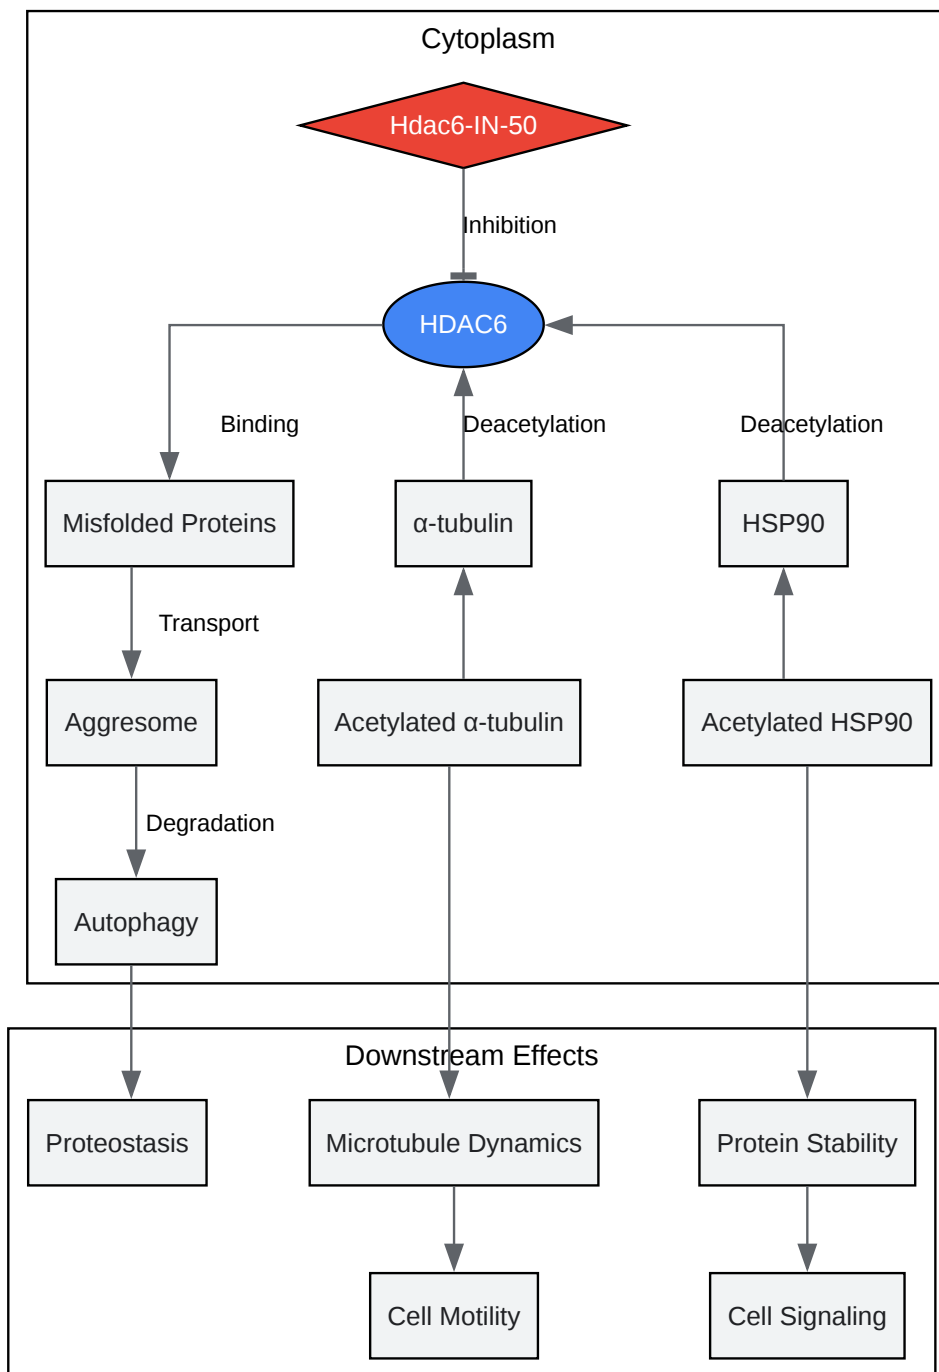 Cytoplasm
Hdac6-IN-50
Inhibition
HDAC6
Binding
Deacetylation
Deacetylation
Misfolded Proteins
α-tubulin
HSP90
Transport
Aggresome
Acetylated α-tubulin
Acetylated HSP90
Degradation
Autophagy
Downstream Effects
Proteostasis
Microtubule Dynamics
Protein Stability
Cell Motility
Cell Signaling